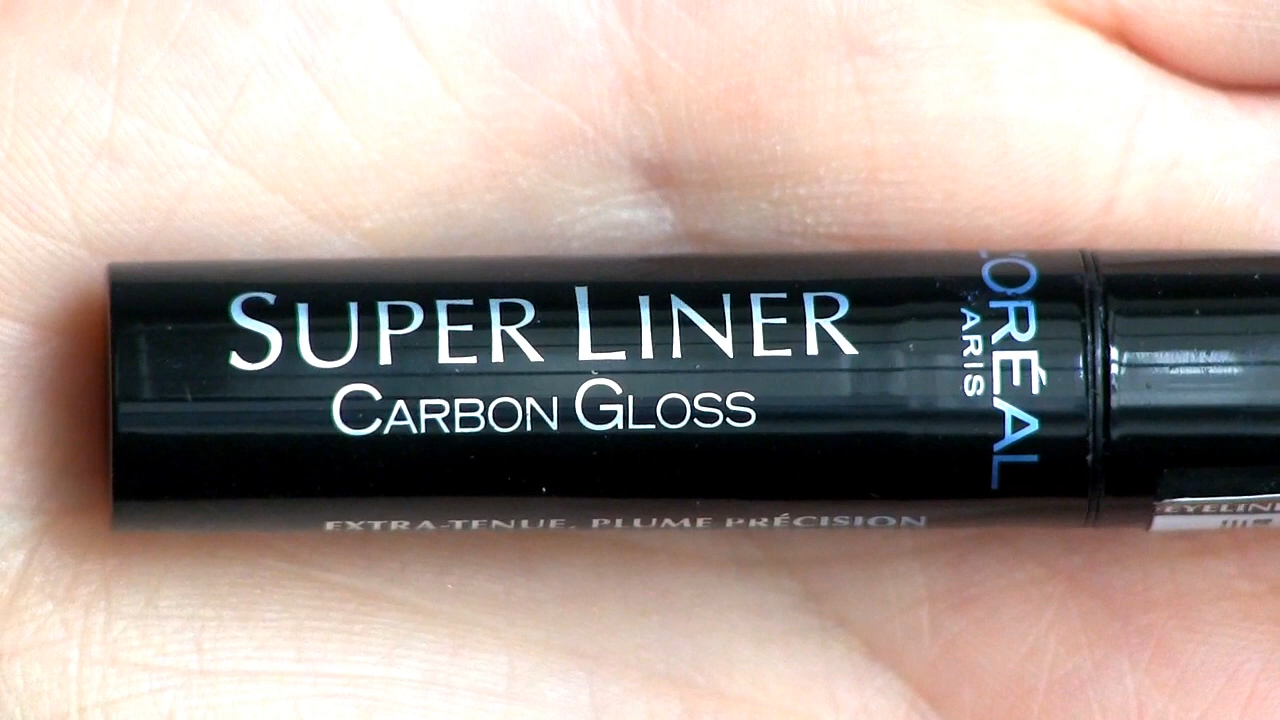 SUPER LINER
CARBON GLOSS
L'ORÉAL
PARIS
EXTRA-TENUE, PLUME PRÉCISION